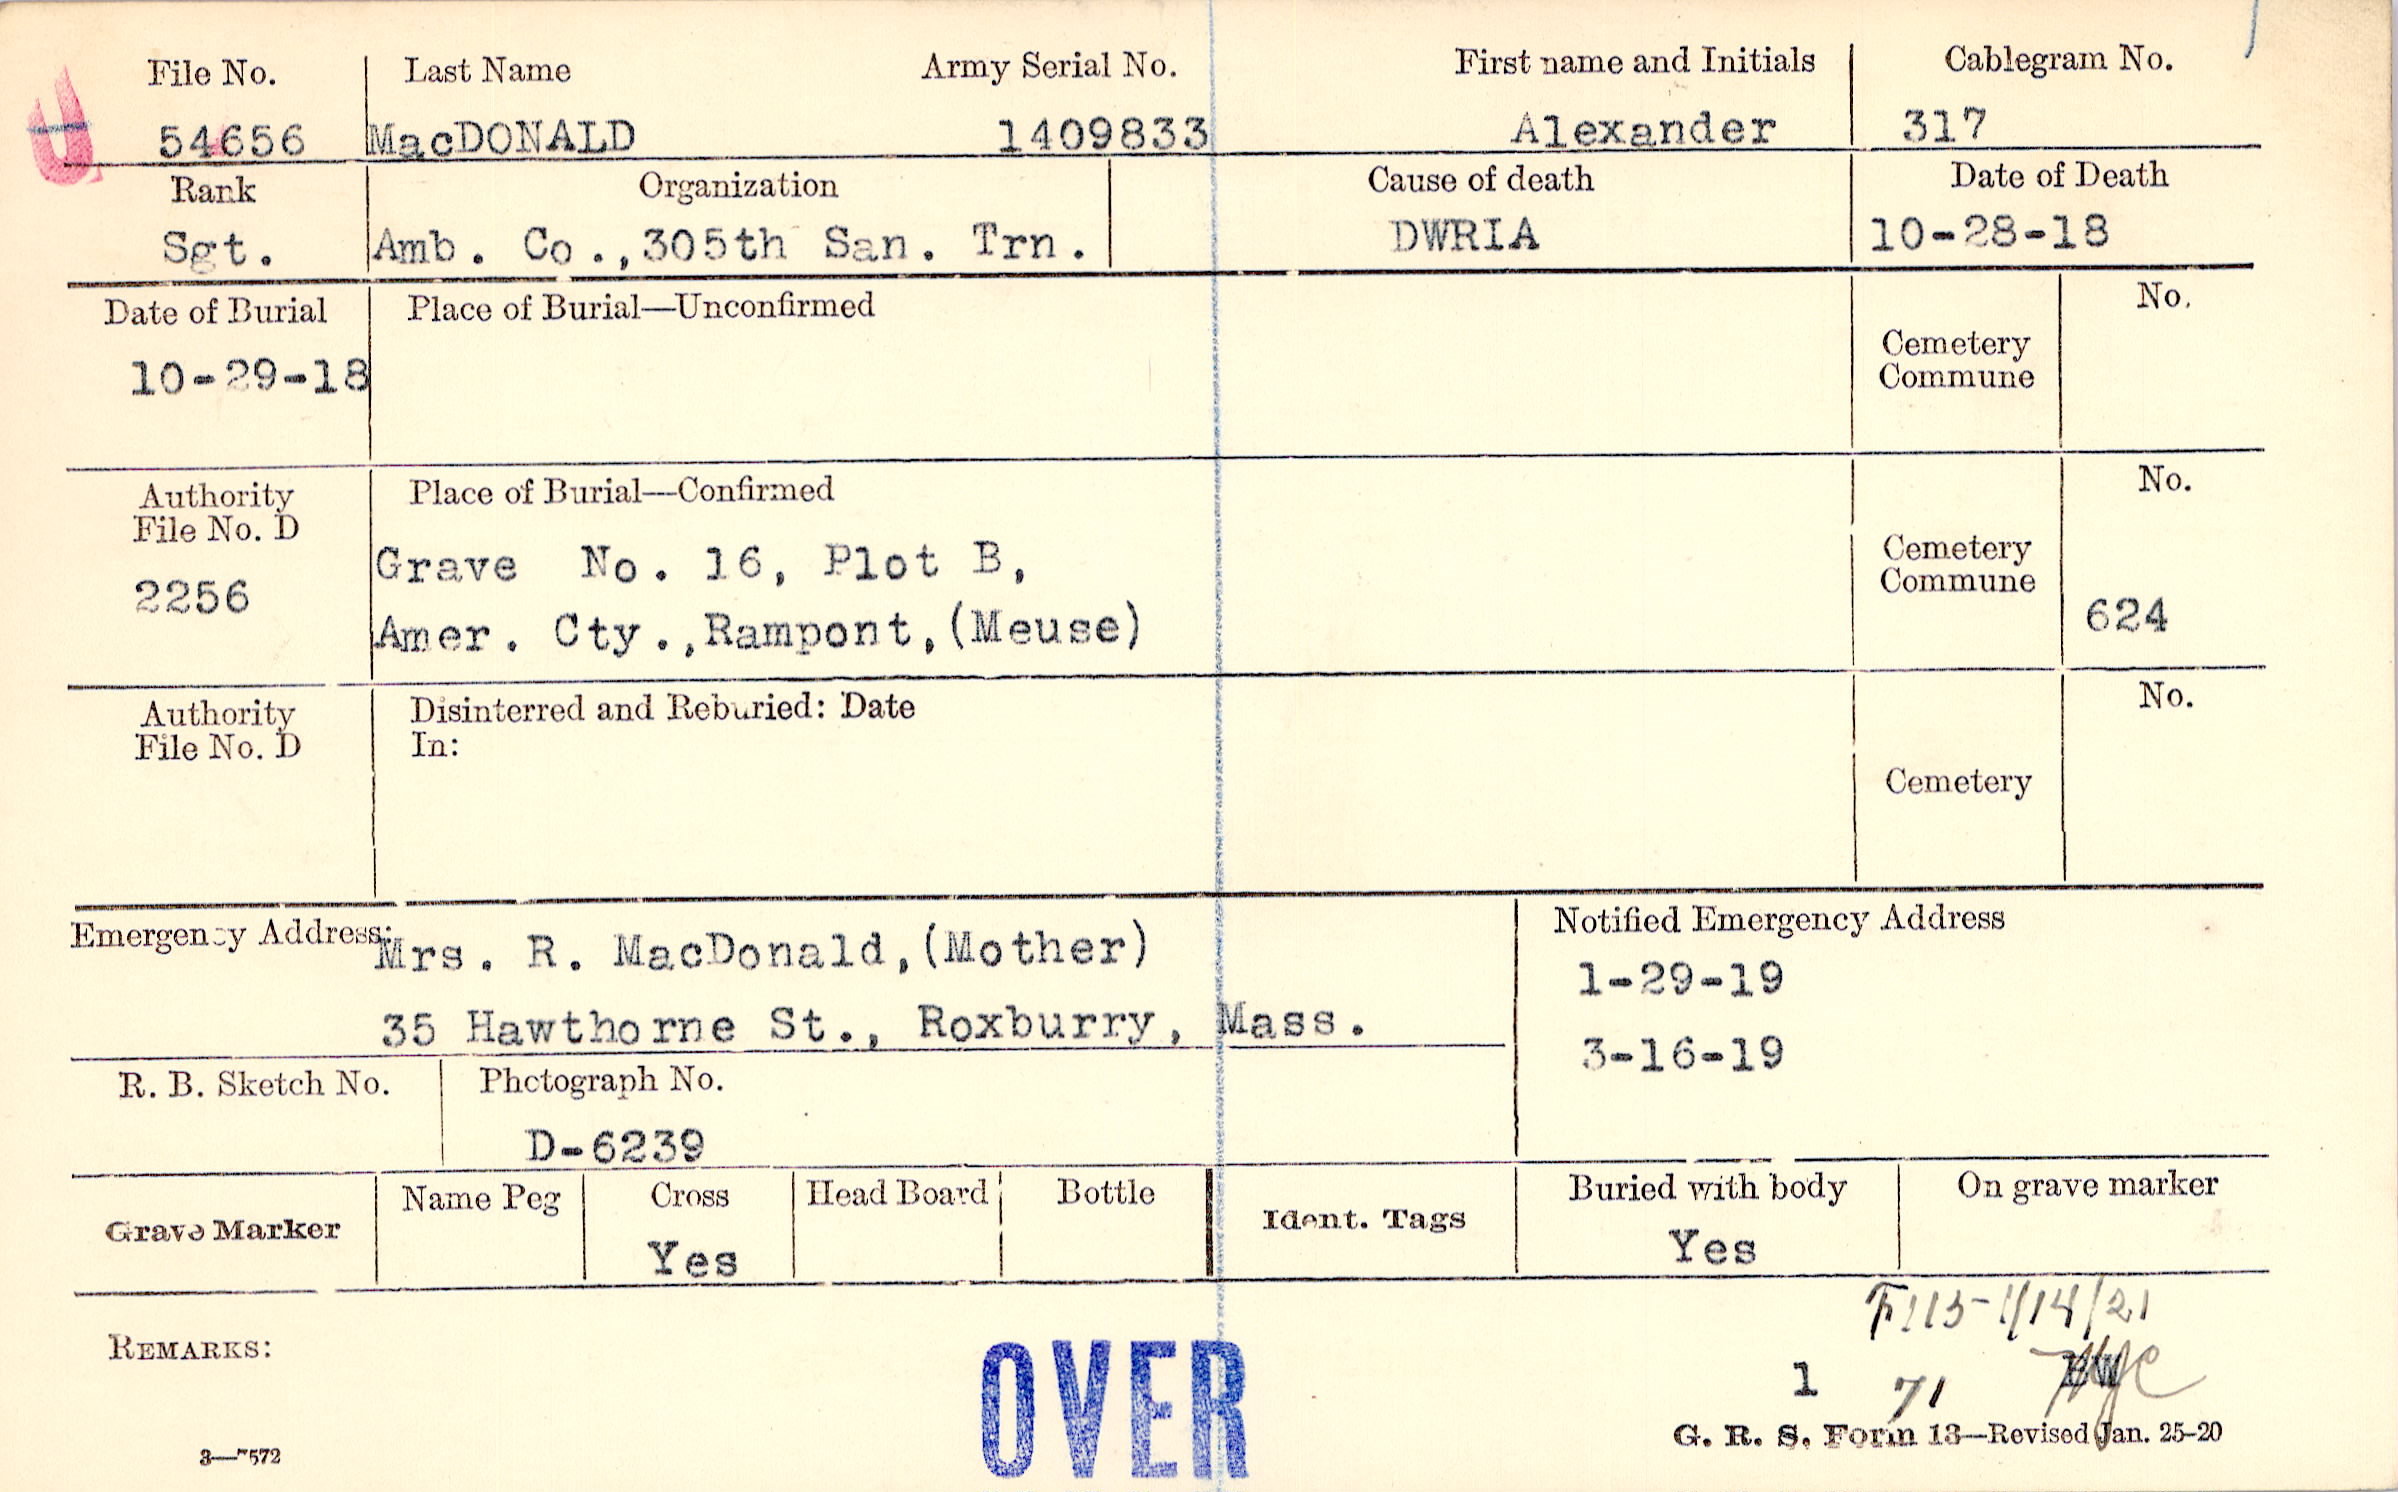 File No. Last Name Army Serial No. First name and Initials Cablegram No.
54656 MacDONALD 1409833 Alexander 317
Rank Organization Cause of death Date of Death
Sgt. Amb. Co.,305th San. Trn. DWRIA 10-28-18
Date of Burial Place of Burial—Unconfirmed No.
10-29-18
Cemetery
Commune
Authority Place of Burial—Confirmed No.
File No. D
2256
Grave No. 16, Plot B,
Amer. Cty.,Rampont,(Meuse)
Cemetery
Commune
624
Authority Disinterred and Reburied: Date No.
File No. D In:
Cemetery
Emergency Address: Mrs. R. MacDonald,(Mother)
35 Hawthorne St., Roxburry, Mass.
Notified Emergency Address
1-29-19
3-16-19
R. B. Sketch No. Photograph No.
D-6239
Grave Marker Name Peg Cross Head Board Bottle Ident. Tags Buried with body On grave marker
Yes Yes
F113-1/14/21
REMARKS:
OVER
1 71
G. R. S. Form 13—Revised Jan. 25-20
3—7572